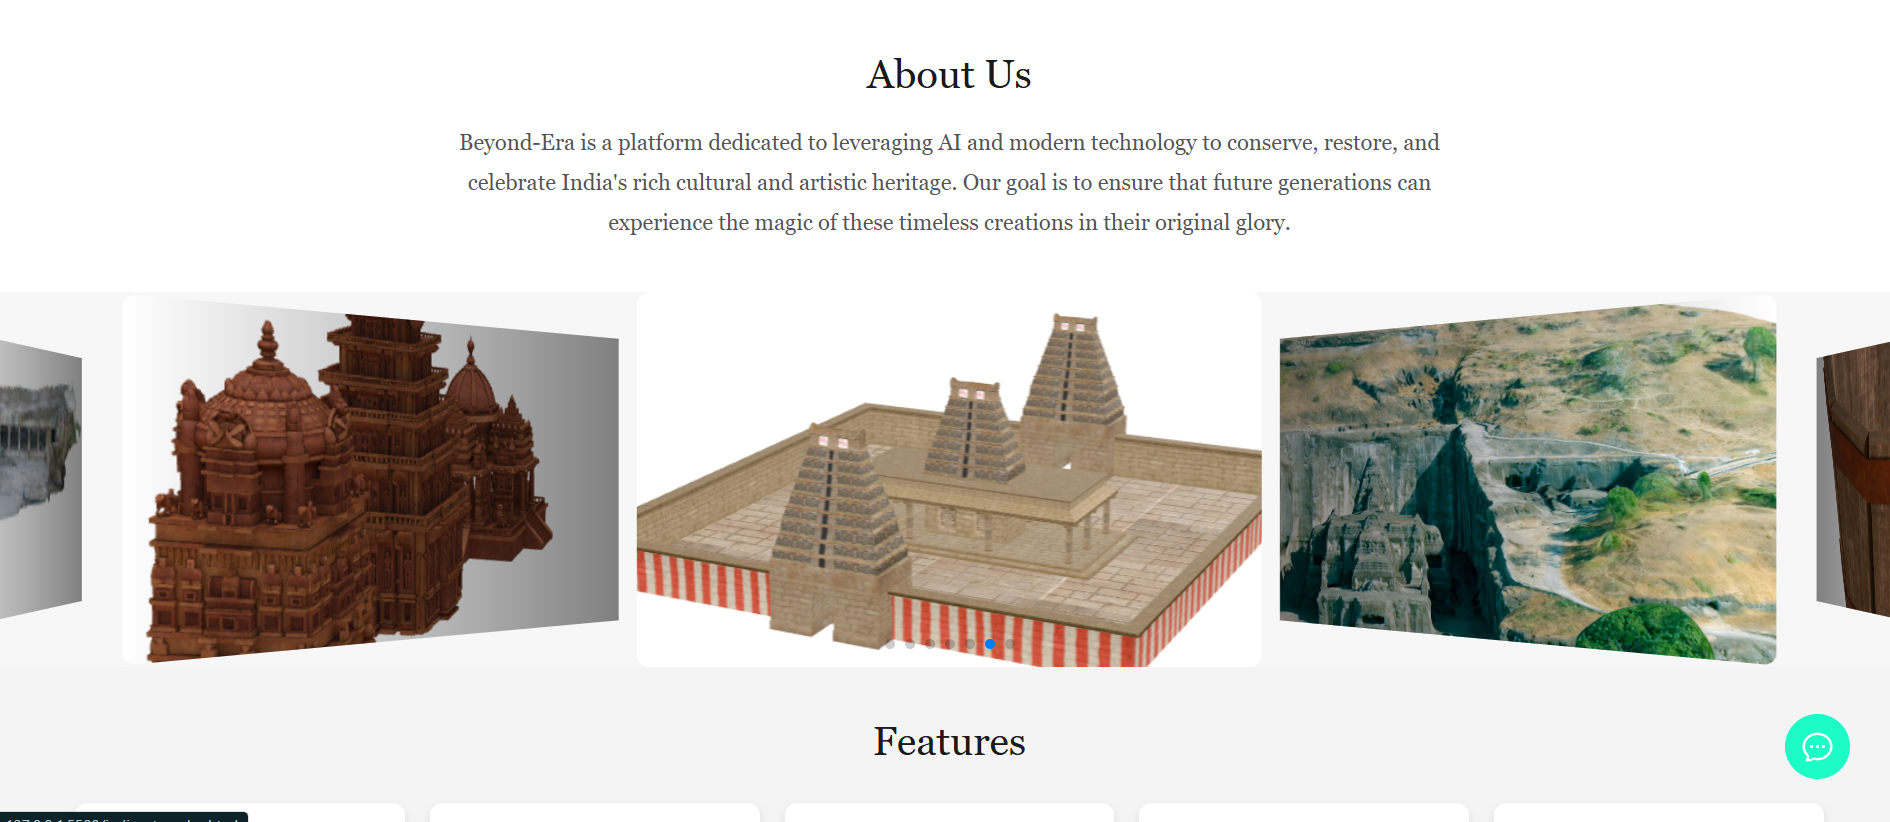 About Us
Beyond-Era is a platform dedicated to leveraging AI and modern technology to conserve, restore, and
celebrate India's rich cultural and artistic heritage. Our goal is to ensure that future generations can
experience the magic of these timeless creations in their original glory.
Features